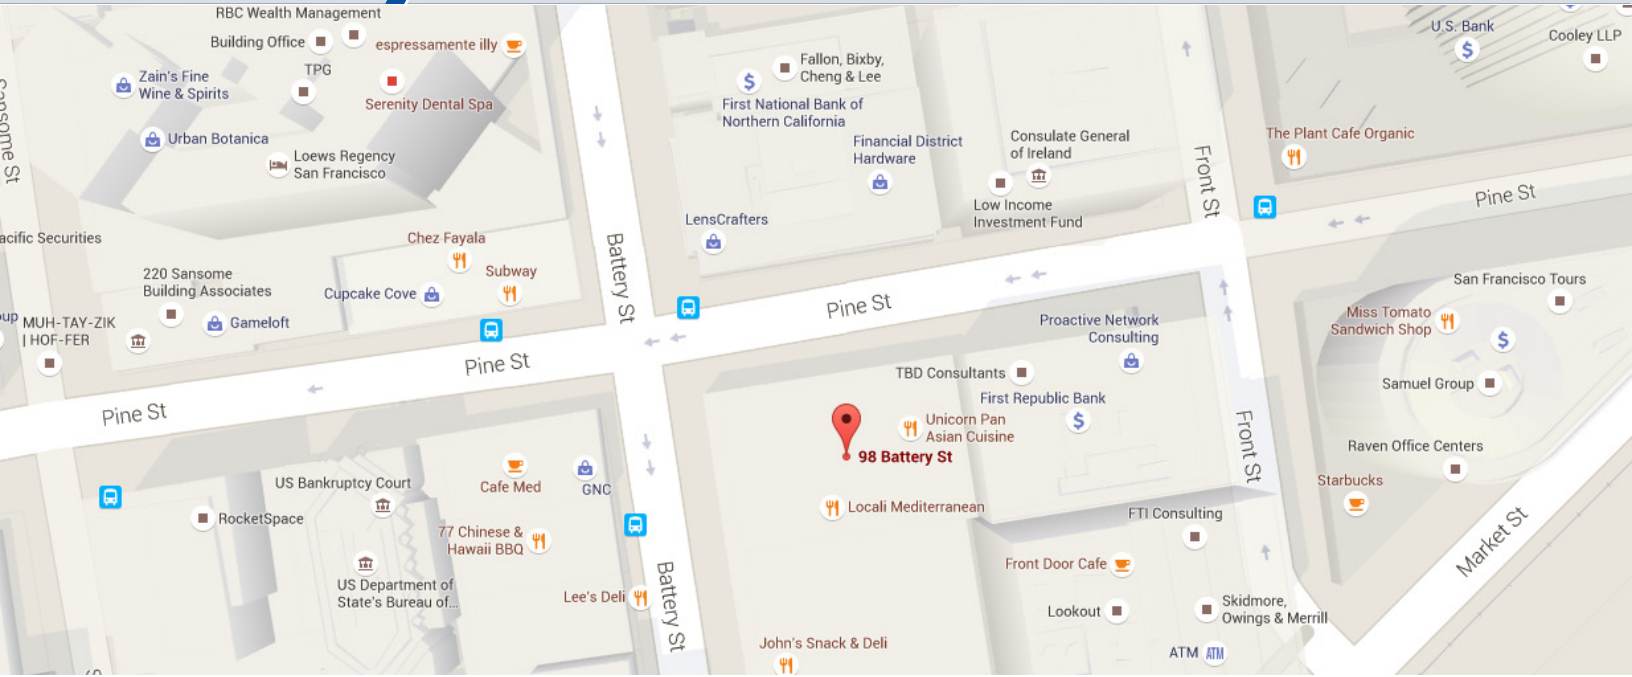 RBC Wealth Management
Building Office
espressamente illy
TPG
Zain's Fine
Wine & Spirits
Serenity Dental Spa
Urban Botanica
Loews Regency
San Francisco
Sansome St
acific Securities
220 Sansome
Building Associates
Gameloft
up
MUH-TAY-ZIK
| HOF-FER
Chez Fayala
Subway
Cupcake Cove
Battery St
Fallon, Bixby,
Cheng & Lee
$
First National Bank of
Northern California
Financial District
Hardware
LensCrafters
Consulate General
of Ireland
Low Income
Investment Fund
Front St
U.S. Bank
$
Cooley LLP
The Plant Cafe Organic
Pine St
Pine St
Pine St
Pine St
San Francisco Tours
Miss Tomato
Sandwich Shop
$
Samuel Group
Raven Office Centers
Starbucks
Market St
Proactive Network
Consulting
TBD Consultants
First Republic Bank
$
Unicorn Pan
Asian Cuisine
98 Battery St
Locali Mediterranean
Front St
FTI Consulting
Front Door Cafe
Lookout
Skidmore,
Owings & Merrill
ATM ATM
John's Snack & Deli
Battery St
US Bankruptcy Court
Cafe Med
GNC
RocketSpace
77 Chinese &
Hawaii BBQ
US Department of
State's Bureau of...
Lee's Deli